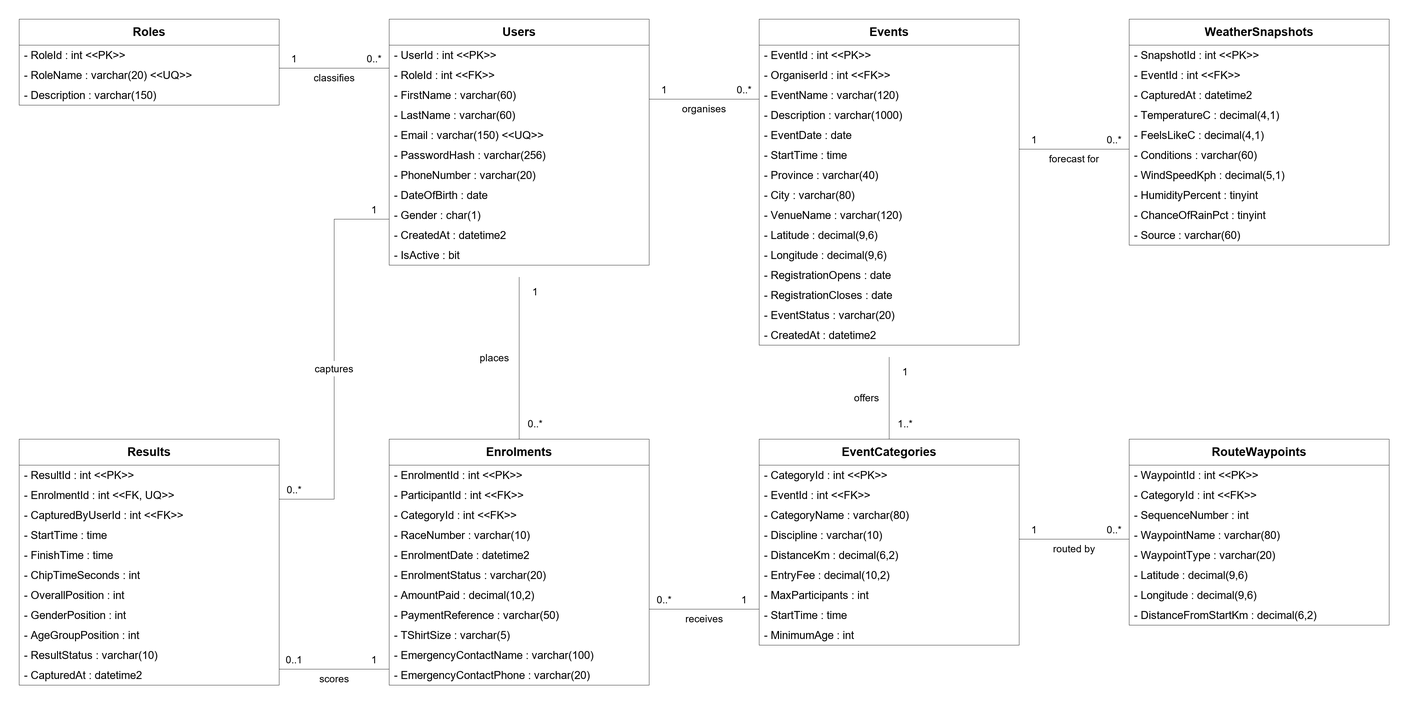 Roles
- RoleId : int <<PK>>
- RoleName : varchar(20) <<UQ>>
- Description : varchar(150)
1
0..*
classifies
Users
- UserId : int <<PK>>
- RoleId : int <<FK>>
- FirstName : varchar(60)
- LastName : varchar(60)
- Email : varchar(150) <<UQ>>
- PasswordHash : varchar(256)
- PhoneNumber : varchar(20)
- DateOfBirth : date
- Gender : char(1)
- CreatedAt : datetime2
- IsActive : bit
1
0..*
organises
Events
- EventId : int <<PK>>
- OrganiserId : int <<FK>>
- EventName : varchar(120)
- Description : varchar(1000)
- EventDate : date
- StartTime : time
- Province : varchar(40)
- City : varchar(80)
- VenueName : varchar(120)
- Latitude : decimal(9,6)
- Longitude : decimal(9,6)
- RegistrationOpens : date
- RegistrationCloses : date
- EventStatus : varchar(20)
- CreatedAt : datetime2
1
0..*
forecast for
WeatherSnapshots
- SnapshotId : int <<PK>>
- EventId : int <<FK>>
- CapturedAt : datetime2
- TemperatureC : decimal(4,1)
- FeelsLikeC : decimal(4,1)
- Conditions : varchar(60)
- WindSpeedKph : decimal(5,1)
- HumidityPercent : tinyint
- ChanceOfRainPct : tinyint
- Source : varchar(60)
1
captures
0..*
1
places
0..*
1
offers
1..*
Results
- ResultId : int <<PK>>
- EnrolmentId : int <<FK, UQ>>
- CapturedByUserId : int <<FK>>
- StartTime : time
- FinishTime : time
- ChipTimeSeconds : int
- OverallPosition : int
- GenderPosition : int
- AgeGroupPosition : int
- ResultStatus : varchar(10)
- CapturedAt : datetime2
0..1
1
scores
Enrolments
- EnrolmentId : int <<PK>>
- ParticipantId : int <<FK>>
- CategoryId : int <<FK>>
- RaceNumber : varchar(10)
- EnrolmentDate : datetime2
- EnrolmentStatus : varchar(20)
- AmountPaid : decimal(10,2)
- PaymentReference : varchar(50)
- TShirtSize : varchar(5)
- EmergencyContactName : varchar(100)
- EmergencyContactPhone : varchar(20)
0..*
1
receives
EventCategories
- CategoryId : int <<PK>>
- EventId : int <<FK>>
- CategoryName : varchar(80)
- Discipline : varchar(10)
- DistanceKm : decimal(6,2)
- EntryFee : decimal(10,2)
- MaxParticipants : int
- StartTime : time
- MinimumAge : int
1
0..*
routed by
RouteWaypoints
- WaypointId : int <<PK>>
- CategoryId : int <<FK>>
- SequenceNumber : int
- WaypointName : varchar(80)
- WaypointType : varchar(20)
- Latitude : decimal(9,6)
- Longitude : decimal(9,6)
- DistanceFromStartKm : decimal(6,2)